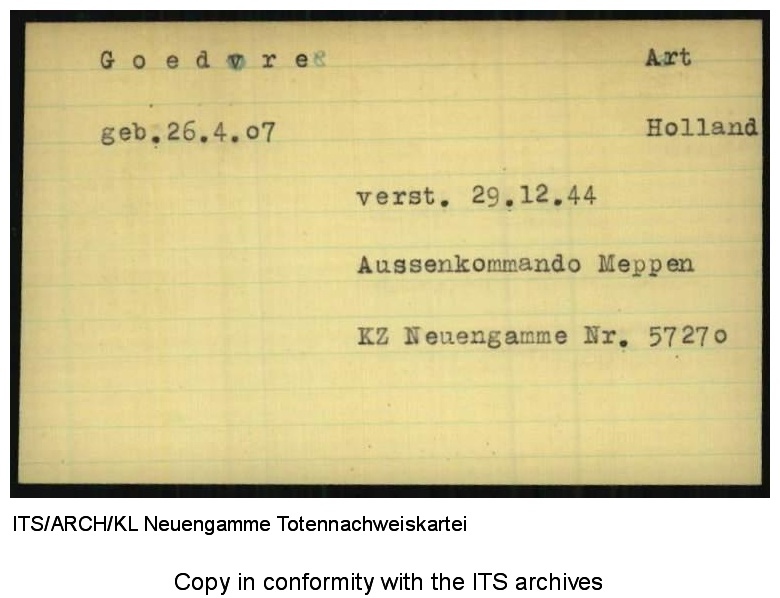 G o e d v r e e
Art
geb.26.4.o7
Holland
verst. 29.12.44
Aussenkommando Meppen
KZ Neuengamme Nr. 5727o
ITS/ARCH/KL Neuengamme Totennachweiskartei
Copy in conformity with the ITS archives